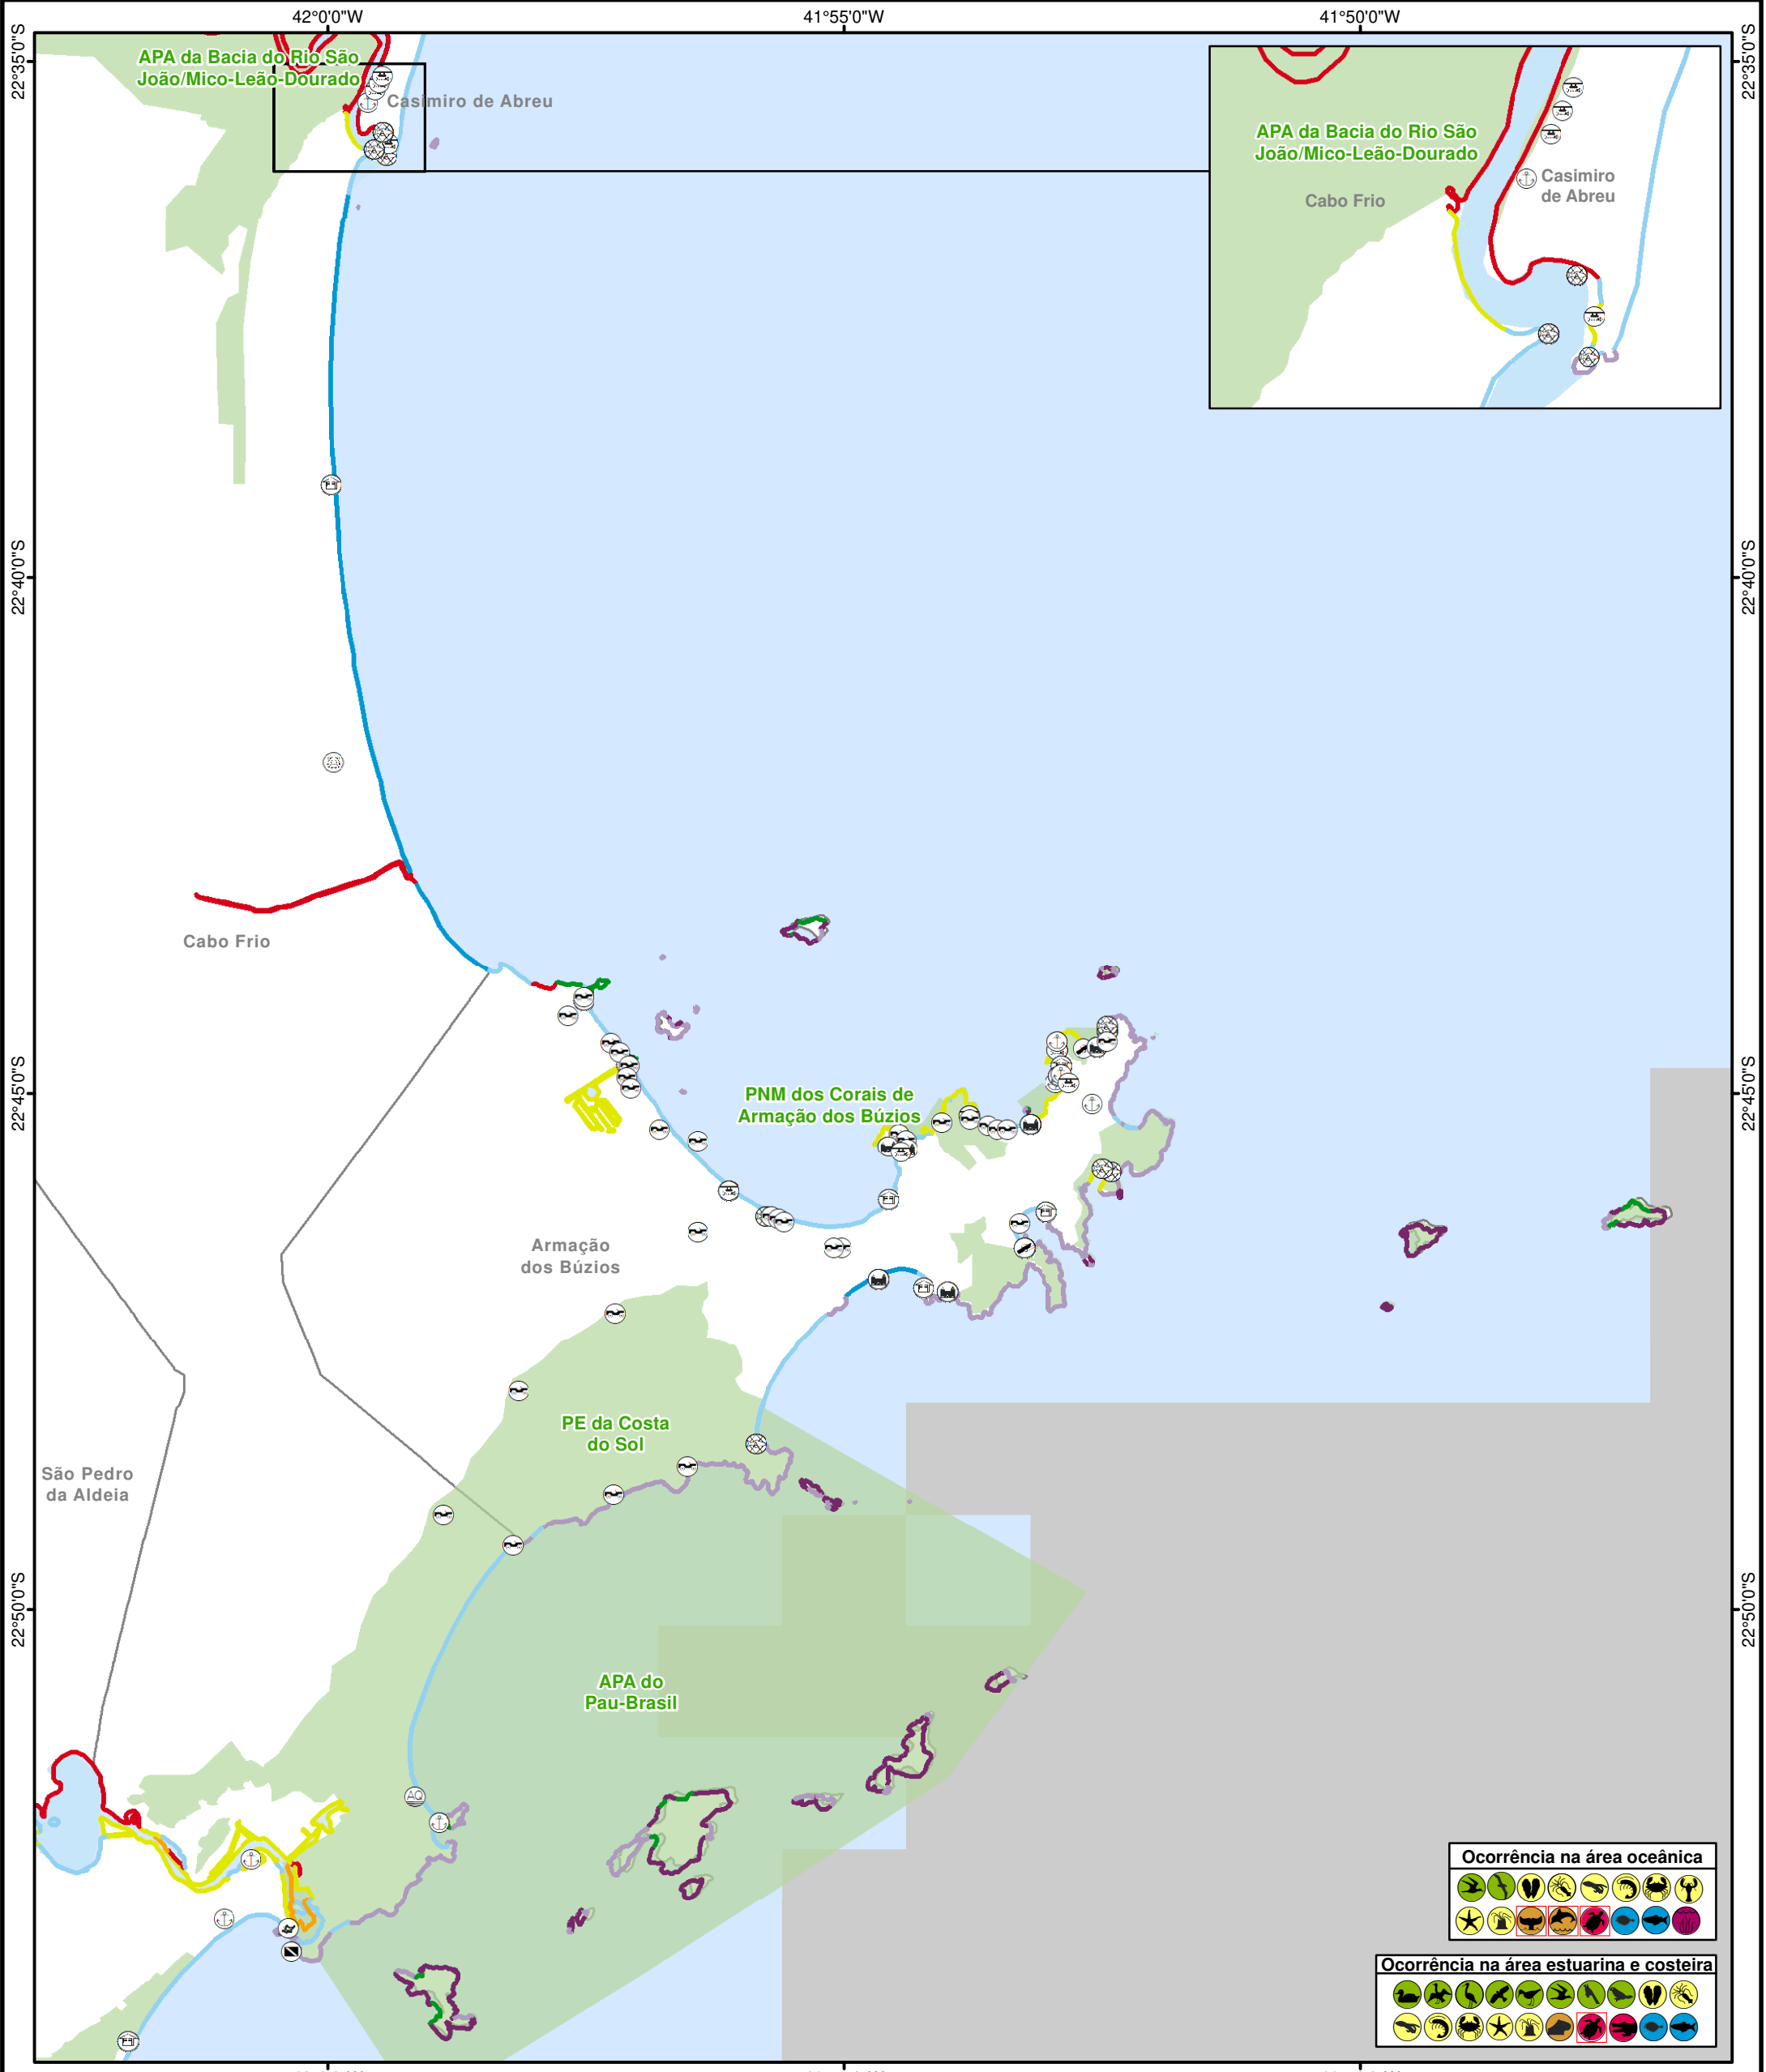 42°0'0"W
41°55'0"W
41°50'0"W
22°35'0"S
22°35'0"S
APA da Bacia do Rio São
João/Mico-Leão-Dourado
Casimiro de Abreu
APA da Bacia do Rio São
João/Mico-Leão-Dourado
Cabo Frio
Casimiro
de Abreu
22°40'0"S
22°40'0"S
Cabo Frio
22°45'0"S
22°45'0"S
PNM dos Corais de
Armação dos Búzios
Armação
dos Búzios
PE da Costa
do Sol
São Pedro
da Aldeia
22°50'0"S
22°50'0"S
APA do
Pau-Brasil
AQ
Ocorrência na área oceânica
Ocorrência na área estuarina e costeira